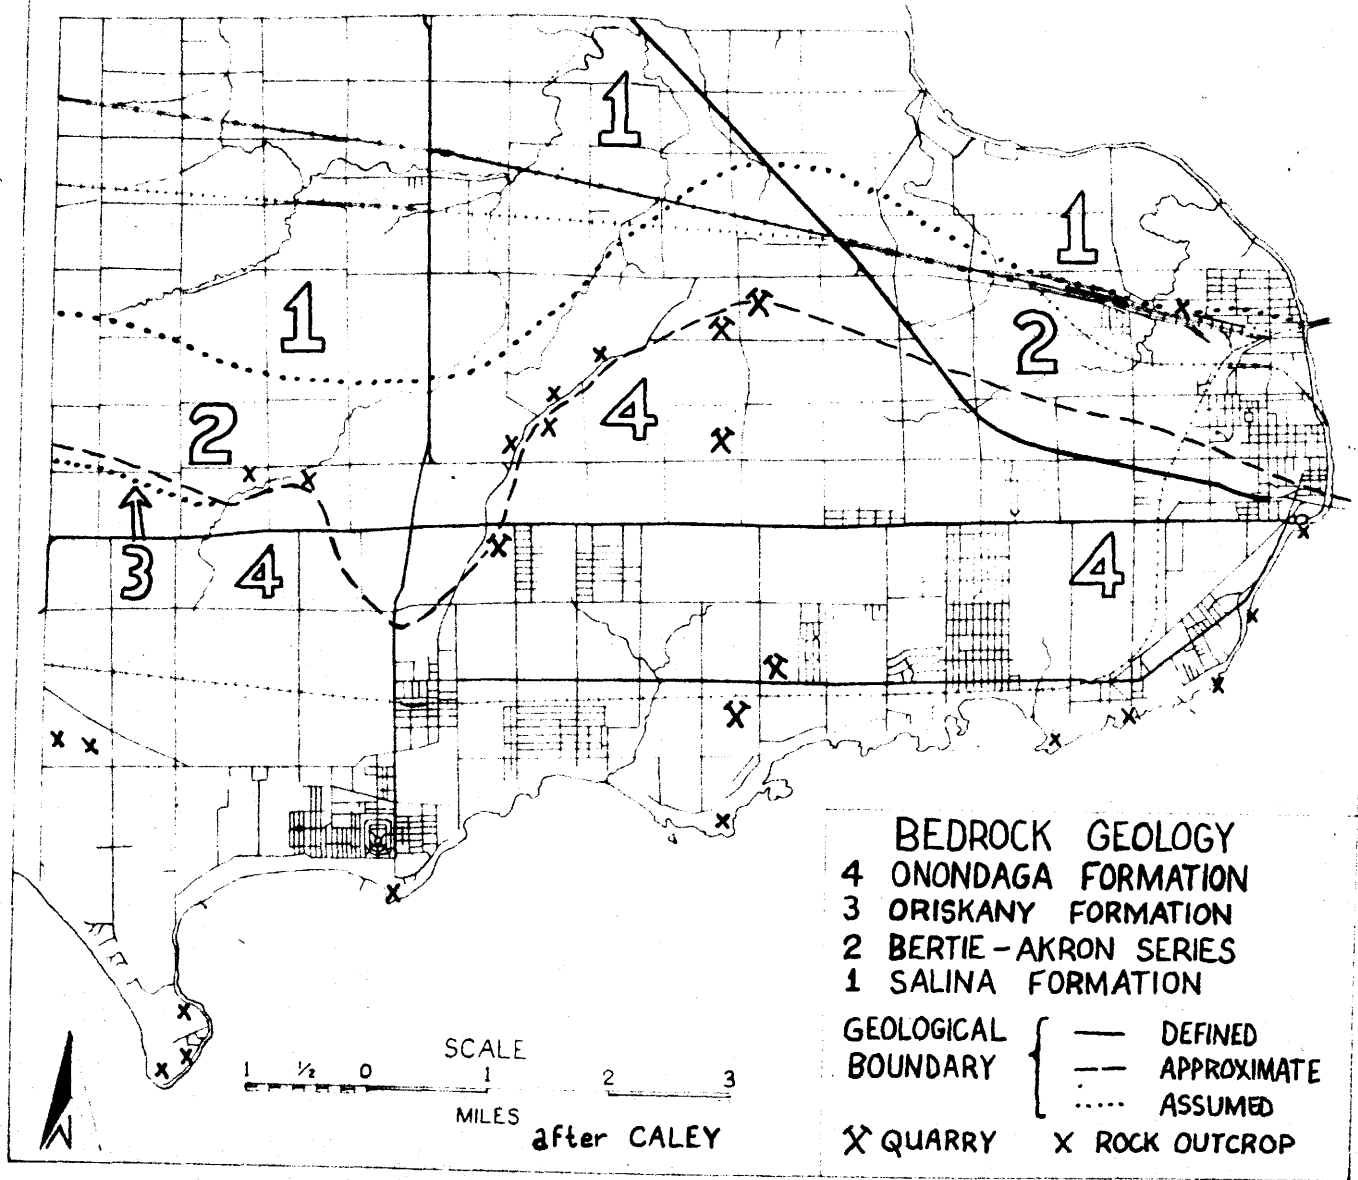 1
1
1
2
2
4
3
4
4
BEDROCK GEOLOGY
4 ONONDAGA FORMATION
3 ORISKANY FORMATION
2 BERTIE-AKRON SERIES
1 SALINA FORMATION
GEOLOGICAL BOUNDARY
DEFINED
APPROXIMATE
ASSUMED
QUARRY X ROCK OUTCROP
SCALE
1 ½ 0 1 2 3
MILES
after CALEY
N